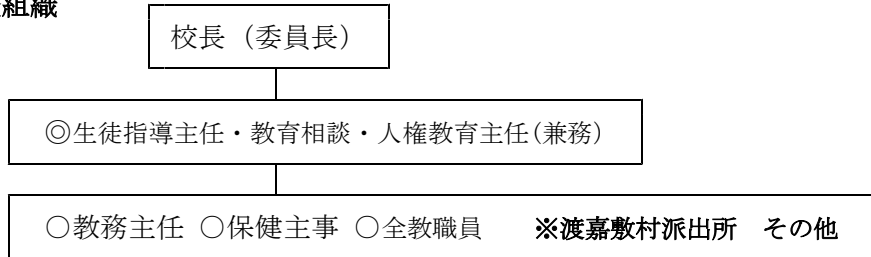 組織
校長（委員長）
◎生徒指導主任・教育相談・人権教育主任(兼務)
○教務主任 ○保健主事 ○全教職員　※渡嘉敷村派出所　その他